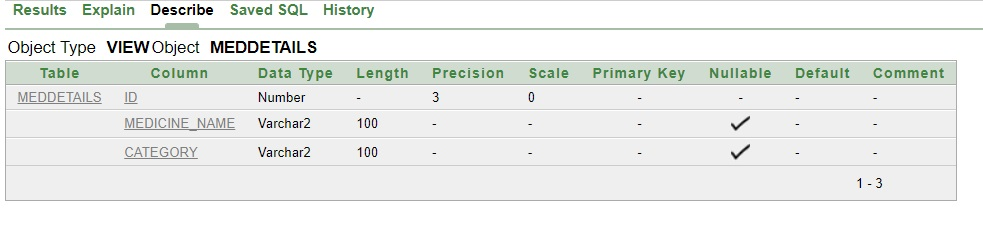 Results Explain Describe Saved SQL History
Object Type VIEW Object MEDDETAILS
Table Column Data Type Length Precision Scale Primary Key Nullable Default Comment
MEDDETAILS ID Number - 3 0 - - - -
MEDICINE_NAME Varchar2 100 - - - ✓ - -
CATEGORY Varchar2 100 - - - ✓ - -
1 - 3